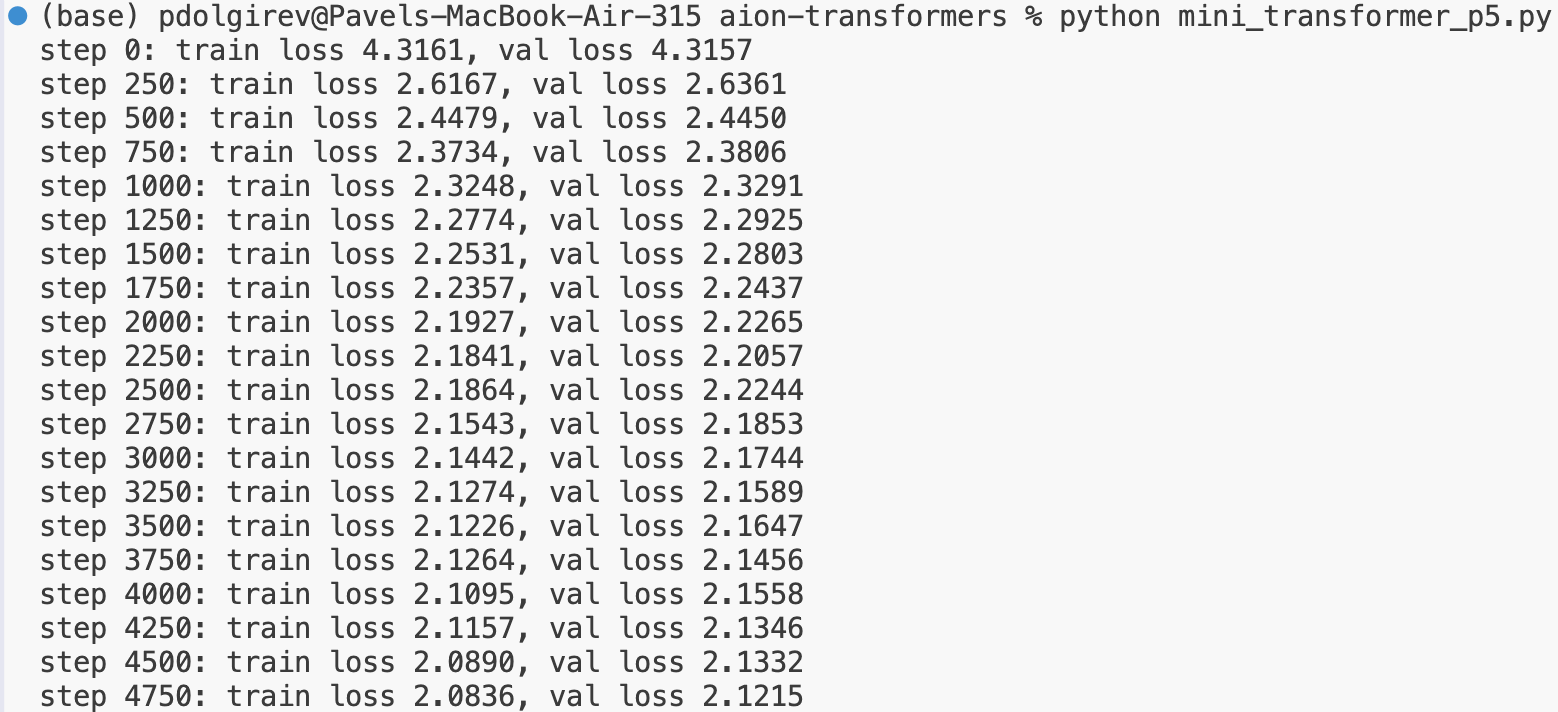 (base) pdolgirev@Pavels-MacBook-Air-315 aion-transformers % python mini_transformer_p5.py
step 0: train loss 4.3161, val loss 4.3157
step 250: train loss 2.6167, val loss 2.6361
step 500: train loss 2.4479, val loss 2.4450
step 750: train loss 2.3734, val loss 2.3806
step 1000: train loss 2.3248, val loss 2.3291
step 1250: train loss 2.2774, val loss 2.2925
step 1500: train loss 2.2531, val loss 2.2803
step 1750: train loss 2.2357, val loss 2.2437
step 2000: train loss 2.1927, val loss 2.2265
step 2250: train loss 2.1841, val loss 2.2057
step 2500: train loss 2.1864, val loss 2.2244
step 2750: train loss 2.1543, val loss 2.1853
step 3000: train loss 2.1442, val loss 2.1744
step 3250: train loss 2.1274, val loss 2.1589
step 3500: train loss 2.1226, val loss 2.1647
step 3750: train loss 2.1264, val loss 2.1456
step 4000: train loss 2.1095, val loss 2.1558
step 4250: train loss 2.1157, val loss 2.1346
step 4500: train loss 2.0890, val loss 2.1332
step 4750: train loss 2.0836, val loss 2.1215